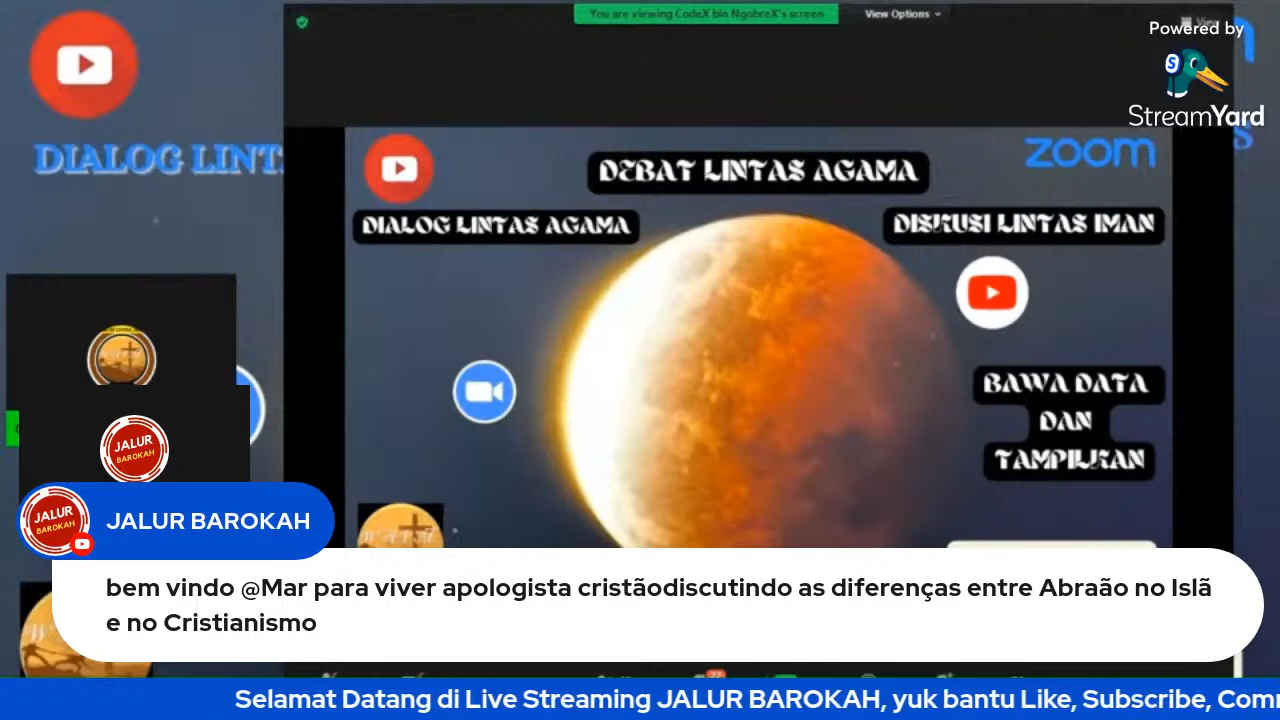 You are viewing CodeX bin NgobreX's screen
View Options
View
Powered by
StreamYard
zoom
DEBAT LINTAS AGAMA
DIALOG LINT
DIALOG LINTAS AGAMA
DISKUSI LINTAS IMAN
BAWA DATA
DAN
TAMPILKAN
JALUR
BAROKAH
JALUR
BAROKAH
JALUR BAROKAH
bem vindo @Mar para viver apologista cristãodiscutindo as diferenças entre Abraão no Islã
e no Cristianismo
Selamat Datang di Live Streaming JALUR BAROKAH, yuk bantu Like, Subscribe, Com